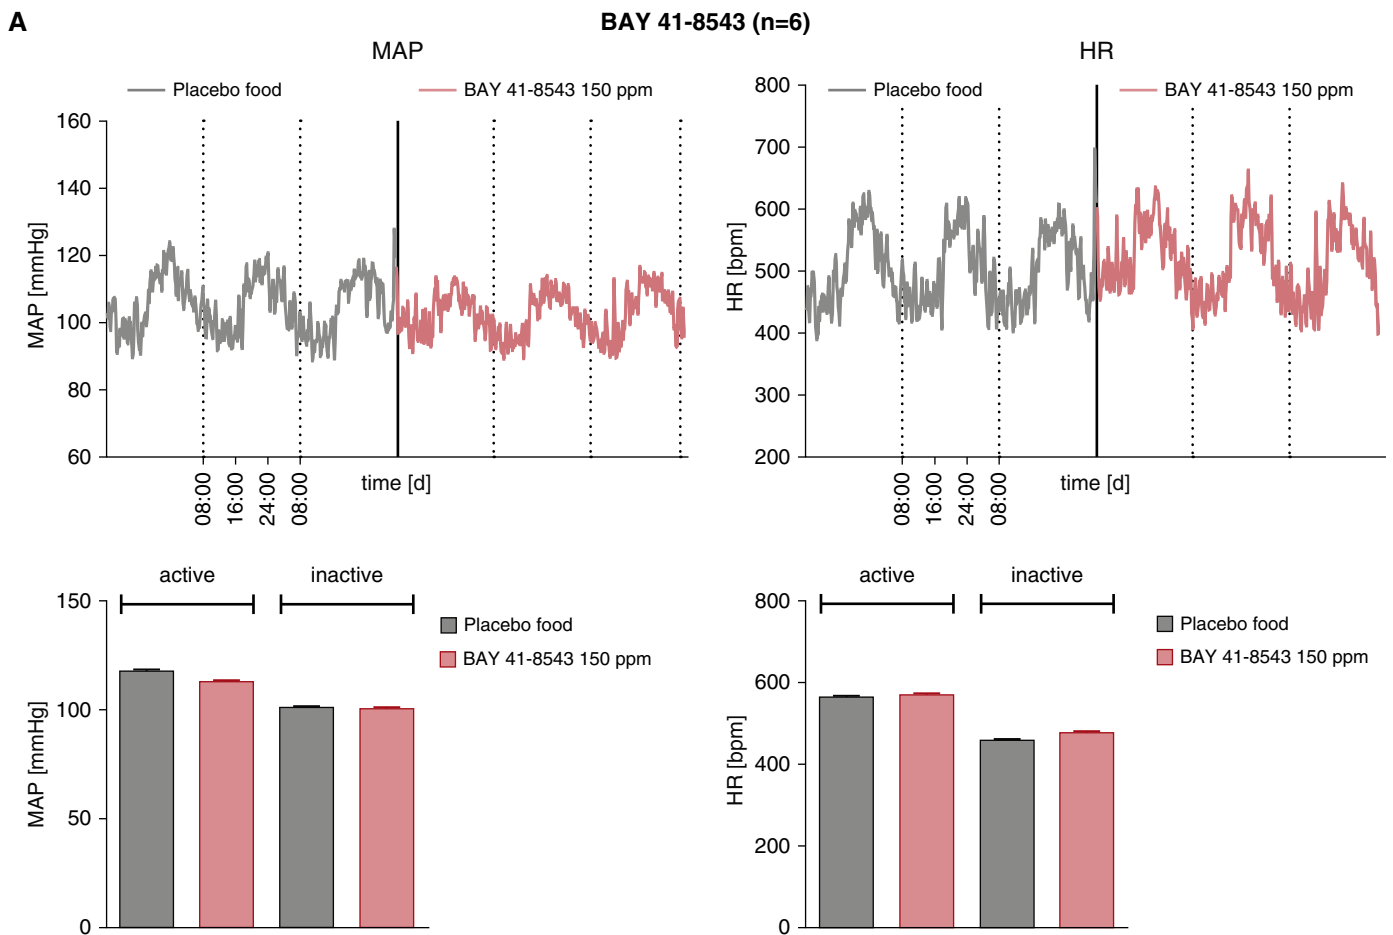 A
BAY 41-8543 (n=6)
MAP
Placebo food
BAY 41-8543 150 ppm
MAP [mmHg]
160
140
120
100
80
60
08:00
16:00
24:00
08:00
time [d]
HR
Placebo food
BAY 41-8543 150 ppm
HR [bpm]
800
700
600
500
400
300
200
08:00
16:00
24:00
08:00
time [d]
active
inactive
MAP [mmHg]
150
100
50
0
Placebo food
BAY 41-8543 150 ppm
active
inactive
HR [bpm]
800
600
400
200
0
Placebo food
BAY 41-8543 150 ppm